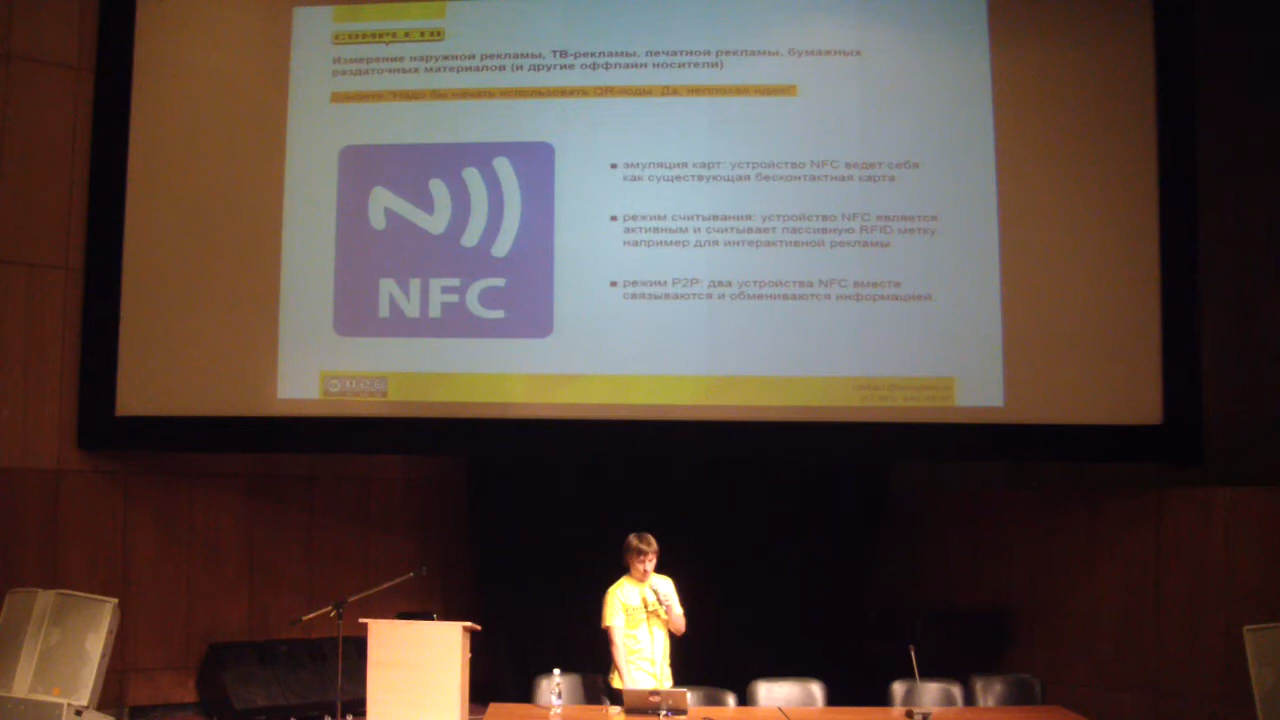 COMPLETO
Измерение наружной рекламы, ТВ-рекламы, печатной рекламы, бумажных
раздаточных материалов (и другие оффлайн носители)
"Надо бы начать использовать QR-коды. Да, неплохая идея!"
эмуляция карт: устройство NFC ведет себя
как существующая бесконтактная карта
режим считывания: устройство NFC является
активным и считывает пассивную RFID метку
например для интерактивной рекламы
режим P2P: два устройства NFC вместе
связываются и обмениваются информацией.
NFC